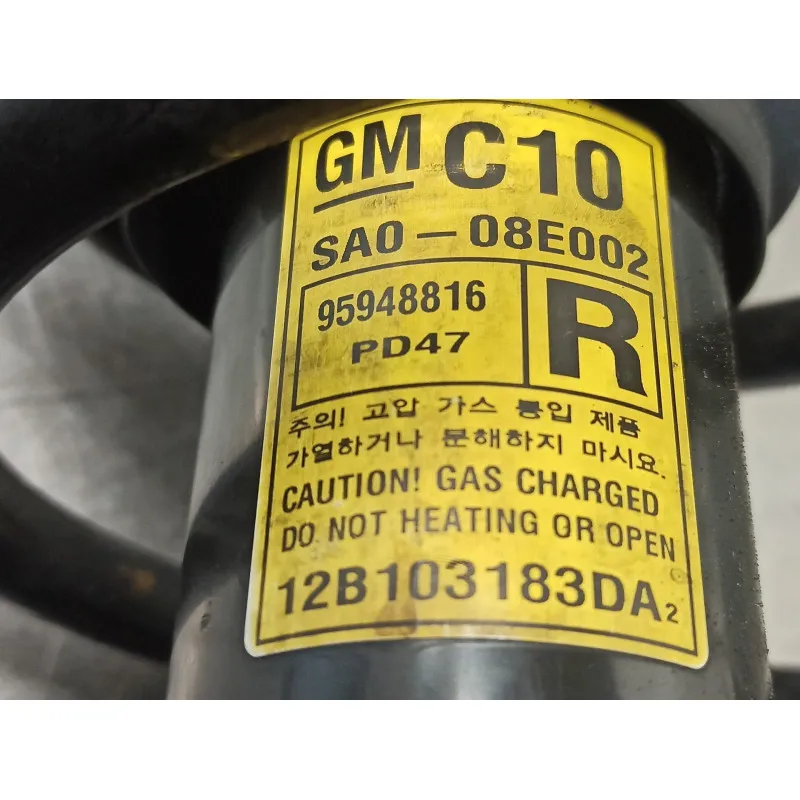 GM C10
SA0-08E002
95948816
PD47
R
주의! 고압 가스 봉입 제품
가열하거나 분해하지 마시요.
CAUTION! GAS CHARGED
DO NOT HEATING OR OPEN
12B103183DA2